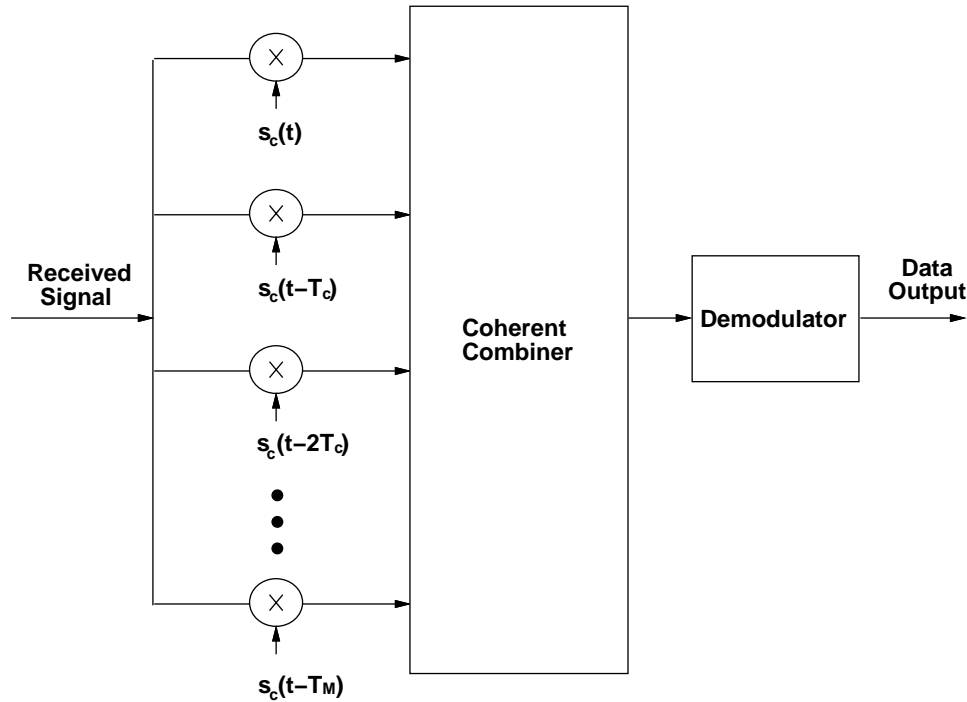 ×
s_c(t)
×
s_c(t−T_c)
Received
Signal
×
s_c(t−2T_c)
×
s_c(t−T_M)
Coherent
Combiner
Demodulator
Data
Output